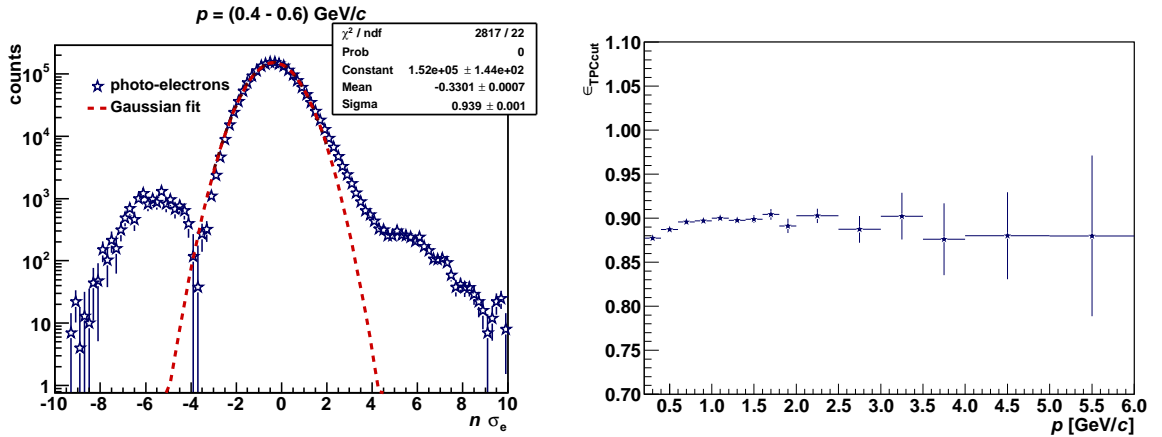 p = (0.4 - 0.6) GeV/c
χ² / ndf 2817 / 22
Prob 0
Constant 1.52e+05 ± 1.44e+02
Mean -0.3301 ± 0.0007
Sigma 0.939 ± 0.001
counts
photo-electrons
Gaussian fit
10⁵
10⁴
10³
10²
10
1
-10 -8 -6 -4 -2 0 2 4 6 8 10
n σₑ
ϵTPCcut
1.10
1.05
1.00
0.95
0.90
0.85
0.80
0.75
0.70
0.5 1.0 1.5 2.0 2.5 3.0 3.5 4.0 4.5 5.0 5.5 6.0
p [GeV/c]